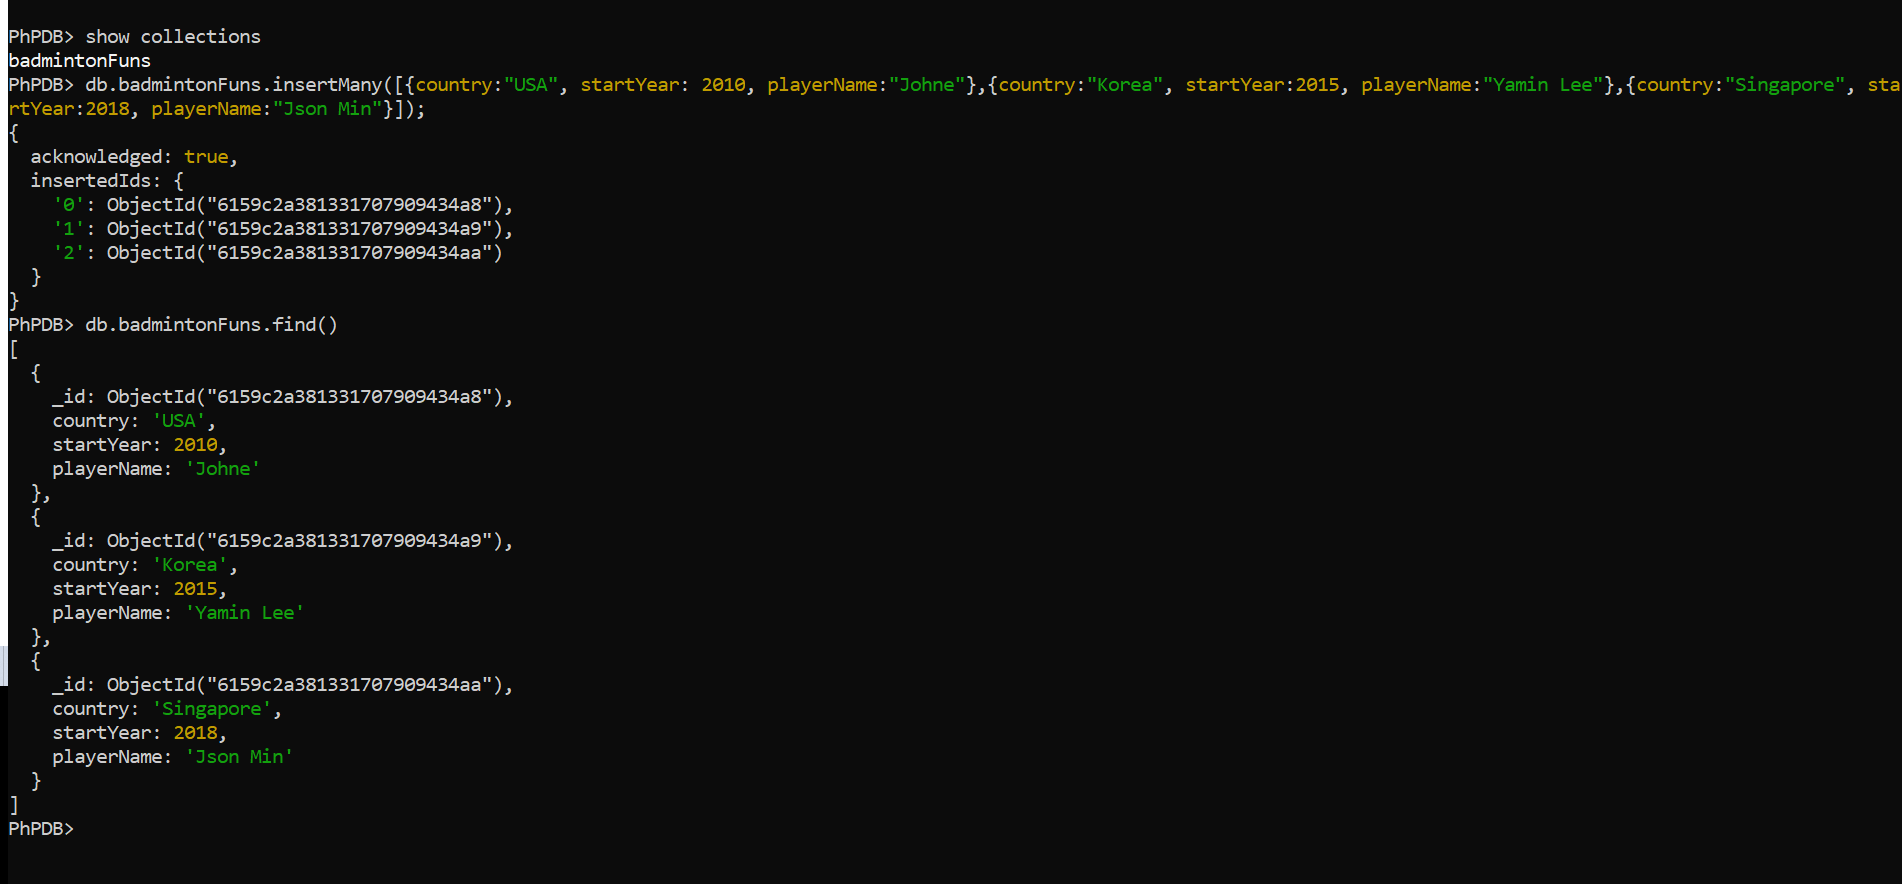 PhPDB> show collections
badmintonFuns
PhPDB> db.badmintonFuns.insertMany([{country:"USA", startYear: 2010, playerName:"Johne"},{country:"Korea", startYear:2015, playerName:"Yamin Lee"},{country:"Singapore", sta
rtYear:2018, playerName:"Json Min"}]);
{
  acknowledged: true,
  insertedIds: {
    '0': ObjectId("6159c2a381331707909434a8"),
    '1': ObjectId("6159c2a381331707909434a9"),
    '2': ObjectId("6159c2a381331707909434aa")
  }
}
PhPDB> db.badmintonFuns.find()
[
  {
    _id: ObjectId("6159c2a381331707909434a8"),
    country: 'USA',
    startYear: 2010,
    playerName: 'Johne'
  },
  {
    _id: ObjectId("6159c2a381331707909434a9"),
    country: 'Korea',
    startYear: 2015,
    playerName: 'Yamin Lee'
  },
  {
    _id: ObjectId("6159c2a381331707909434aa"),
    country: 'Singapore',
    startYear: 2018,
    playerName: 'Json Min'
  }
]
PhPDB>